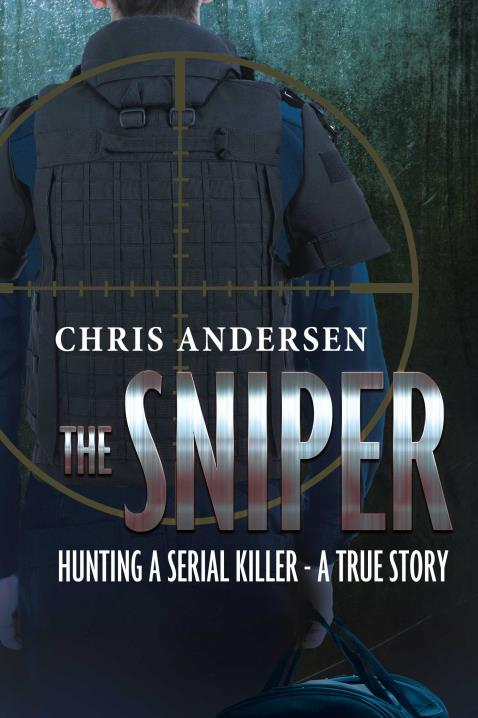 CHRIS ANDERSEN
THE SNIPER
HUNTING A SERIAL KILLER - A TRUE STORY